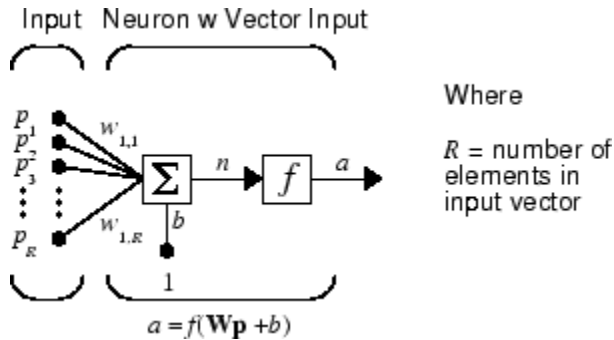 Input Neuron w Vector Input
p1
p2
p3
pR
w1,1
w1,R
Σ
n
f
a
b
1
a = f(Wp +b)
Where
R = number of
elements in
input vector